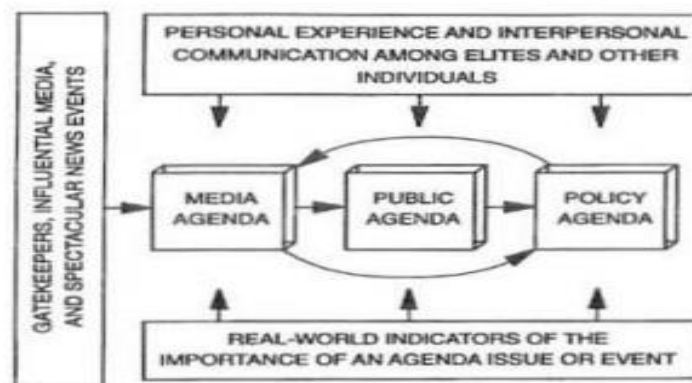 GATEKEEPERS, INFLUENTIAL MEDIA,
AND SPECTACULAR NEWS EVENTS
PERSONAL EXPERIENCE AND INTERPERSONAL
COMMUNICATION AMONG ELITES AND OTHER
INDIVIDUALS
MEDIA
AGENDA
PUBLIC
AGENDA
POLICY
AGENDA
REAL-WORLD INDICATORS OF THE
IMPORTANCE OF AN AGENDA ISSUE OR EVENT